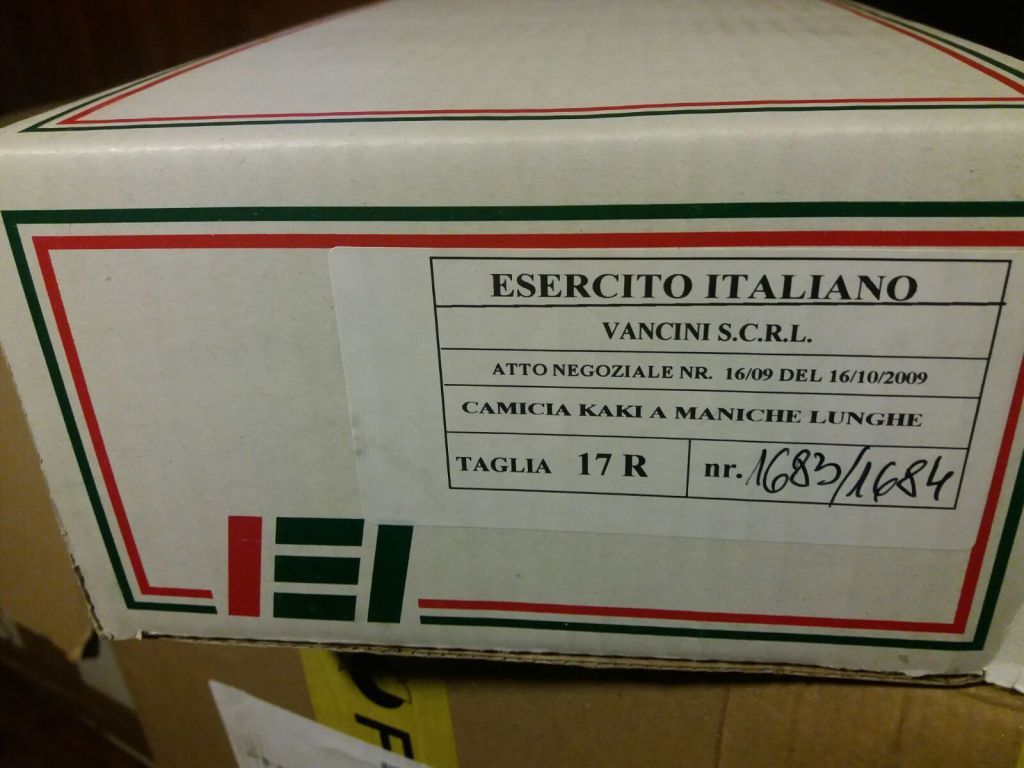 ESERCITO ITALIANO
VANCINI S.C.R.L.
ATTO NEGOZIALE NR. 16/09 DEL 16/10/2009
CAMICIA KAKI A MANICHE LUNGHE
TAGLIA 17 R nr. 1683/1684
EI